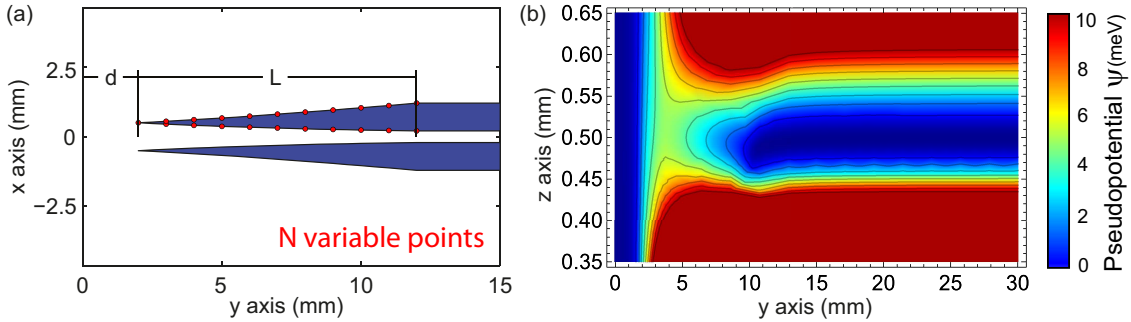 (a)
d
L
2.5
0
−2.5
x axis (mm)
N variable points
0
5
10
15
y axis (mm)
(b)
0.65
0.60
0.55
0.50
0.45
0.40
0.35
z axis (mm)
0
5
10
15
20
25
30
y axis (mm)
10
8
6
4
2
0
Pseudopotential Ψ(meV)